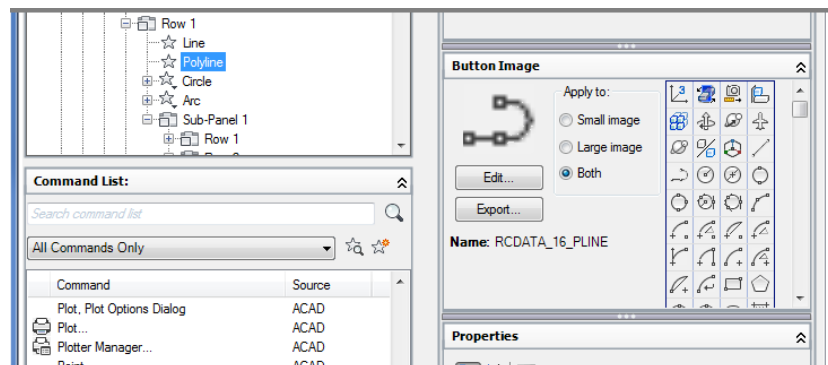 Row 1
Line
Polyline
Circle
Arc
Sub-Panel 1
Row 1
Command List:
Search command list
All Commands Only
Command Source
Plot, Plot Options Dialog ACAD
Plot... ACAD
Plotter Manager... ACAD
Button Image
Apply to:
Small image
Large image
Both
Edit...
Export...
Name: RCDATA_16_PLINE
Properties